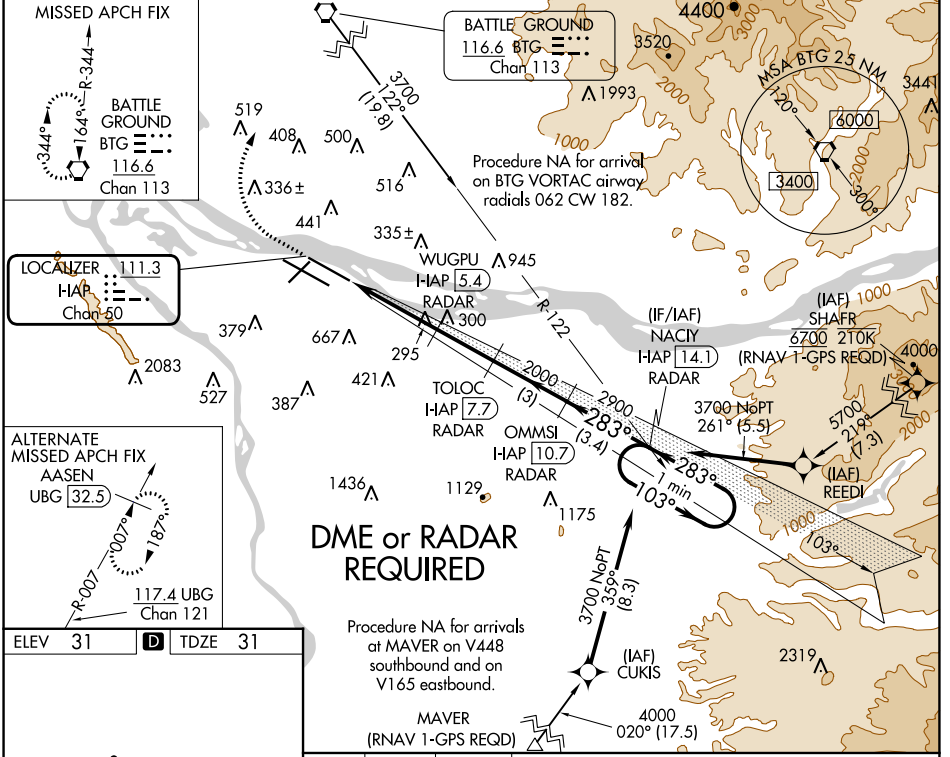 MISSED APCH FIX
R-344
344°
164°
BATTLE
GROUND
BTG
116.6
Chan 113
BATTLE GROUND
116.6 BTG
Chan 113
3700
122°
(19.8)
4400
3000
3520
2000
1993
1000
MSA BTG 25 NM
120°
6000
3400
300°
2000
3441
519
408
500
516
336±
441
335±
Procedure NA for arrival
on BTG VORTAC airway
radials 062 CW 182.
LOCALIZER 111.3
I-IAP
Chan 50
WUGPU
I-IAP 5.4
RADAR
945
R-122
300
295
379
667
2083
527
387
421
TOLOC
I-IAP 7.7
RADAR
2000
(3)
2900
(3.4)
283°
OMMSI
I-IAP 10.7
RADAR
(IF/IAF)
NACIY
I-IAP 14.1
RADAR
(IAF)
SHAFR
6700 210K
(RNAV 1-GPS REQD)
1000
4000
2000
3700 NoPT
261° (5.5)
5700
219°
(7.3)
(IAF)
REEDI
283°
1 min
103°
1000
103°
ALTERNATE
MISSED APCH FIX
AASEN
UBG 32.5
007°
187°
R-007
117.4 UBG
Chan 121
1436
1129
1175
DME or RADAR
REQUIRED
3700 NoPT
359°
(8.3)
Procedure NA for arrivals
at MAVER on V448
southbound and on
V165 eastbound.
(IAF)
CUKIS
2319
MAVER
(RNAV 1-GPS REQD)
4000
020° (17.5)
ELEV 31 D TDZE 31